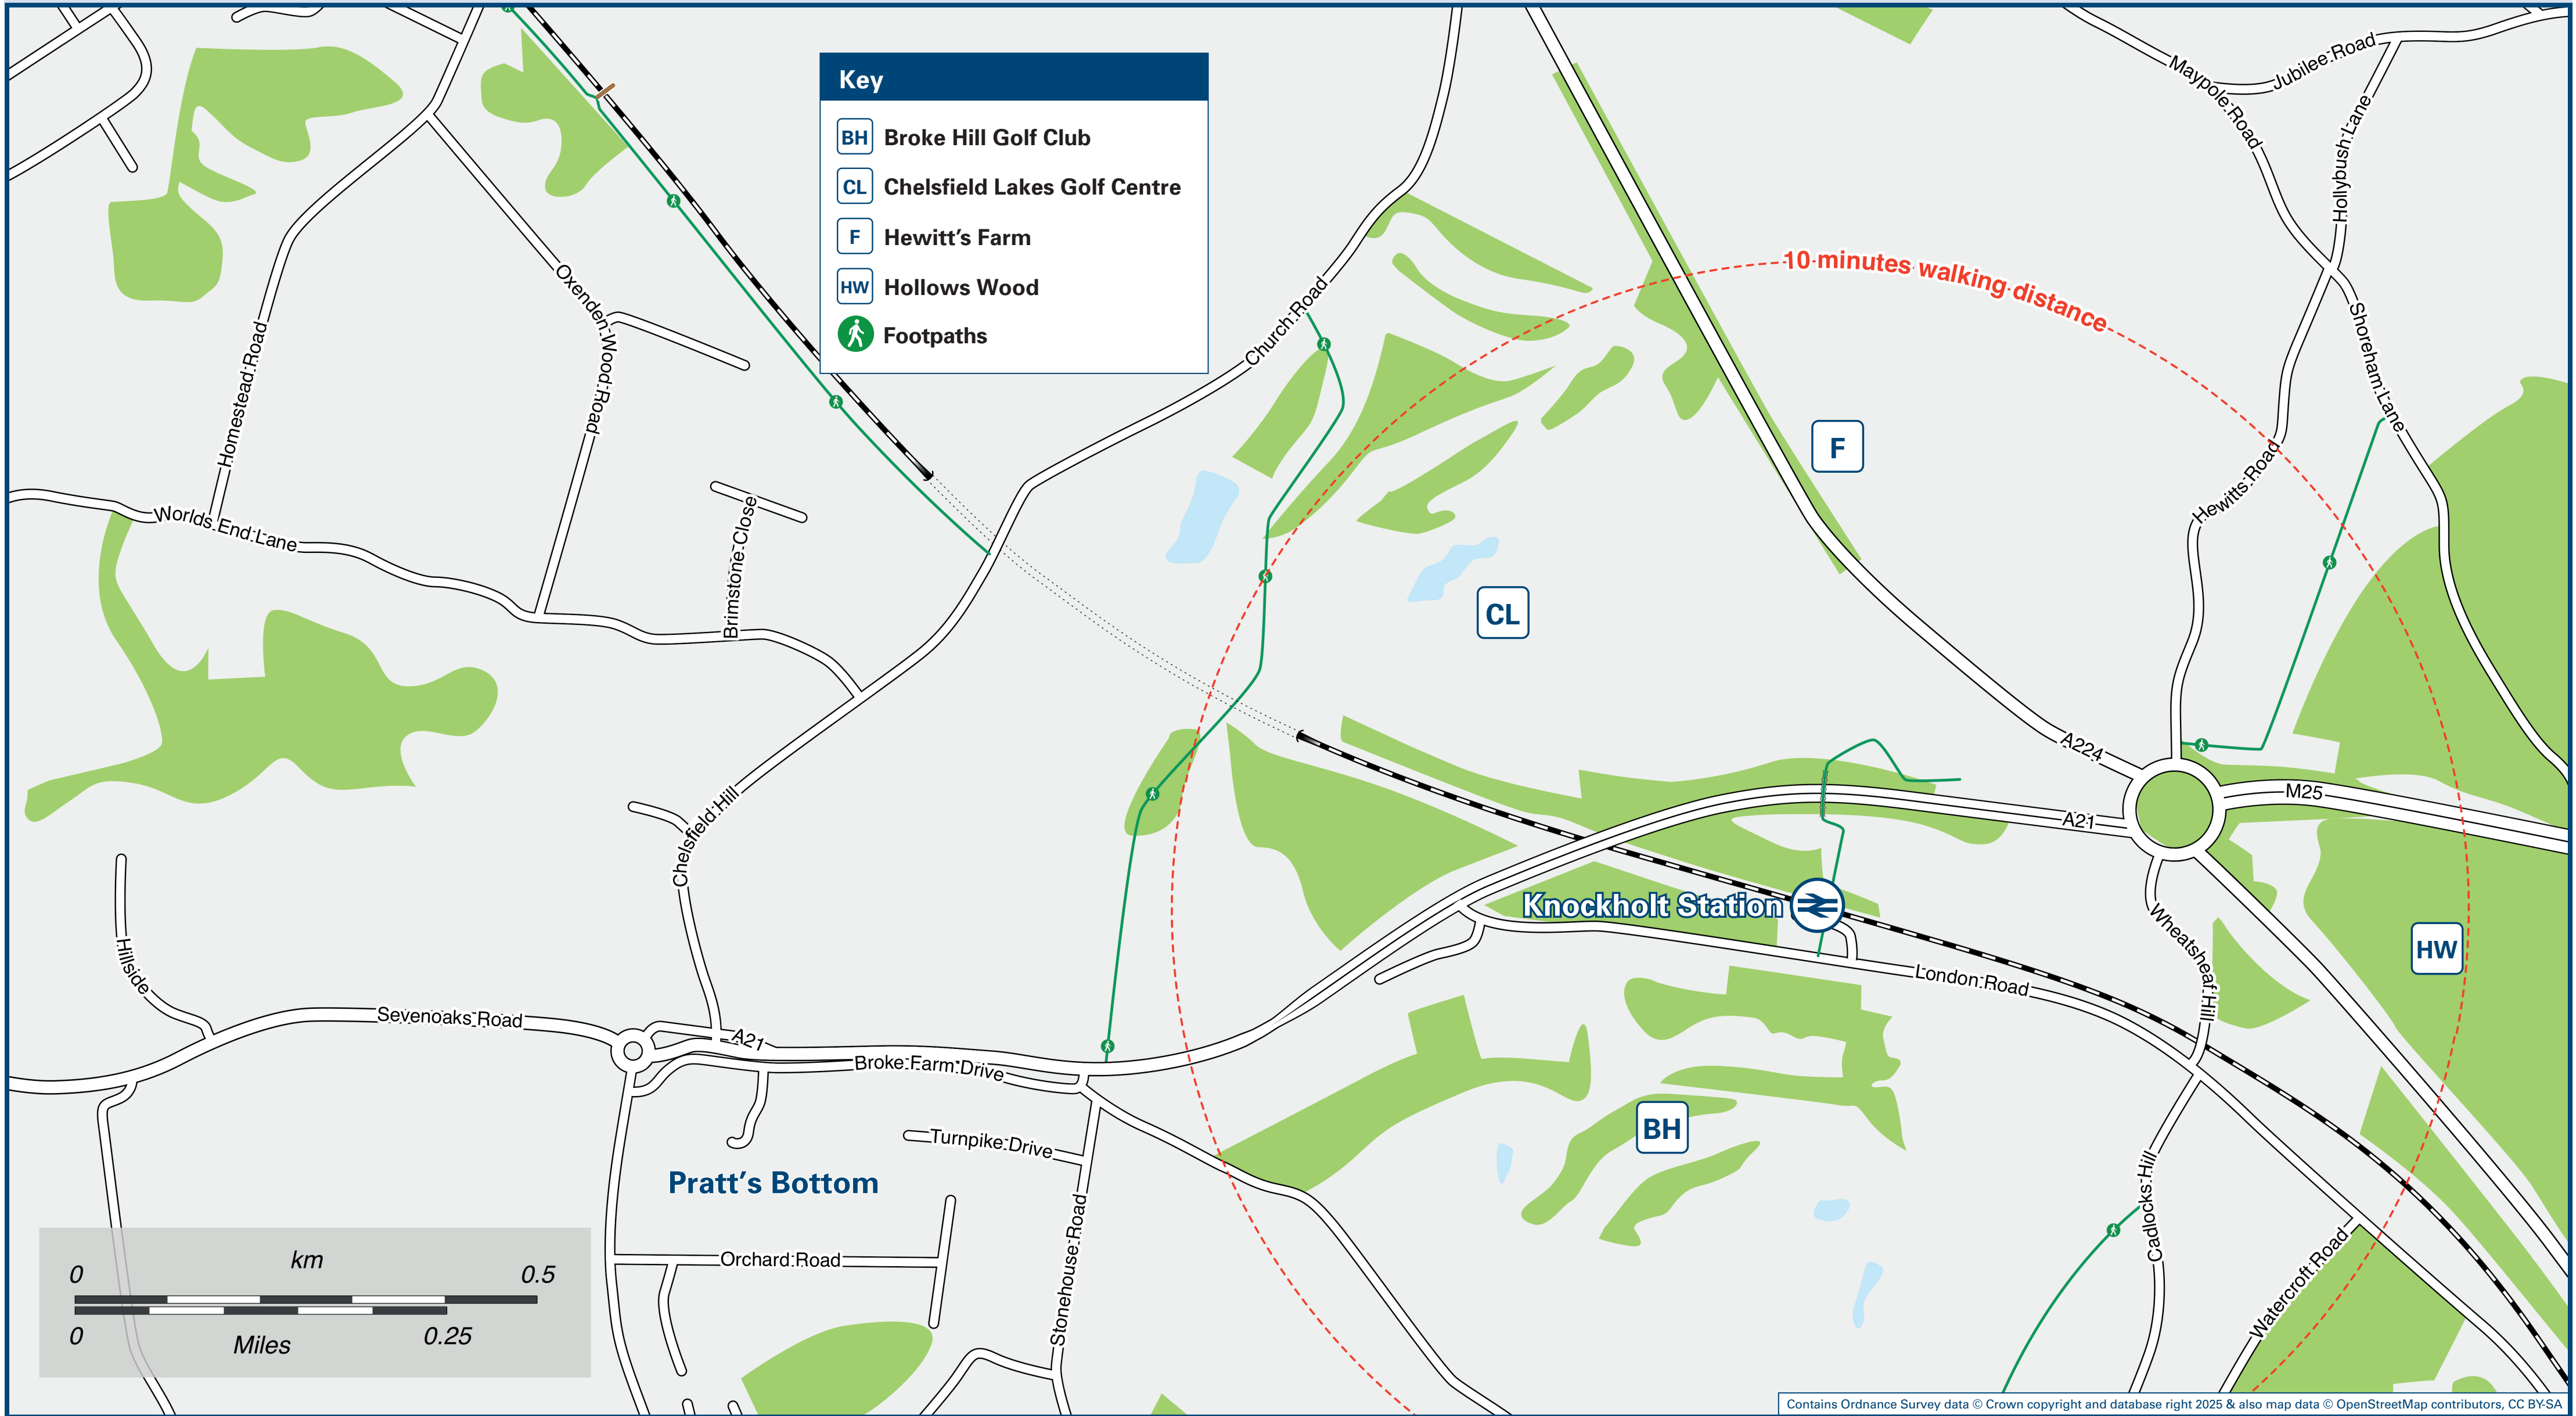 Key
BH Broke Hill Golf Club
CL Chelsfield Lakes Golf Centre
F Hewitt's Farm
HW Hollows Wood
Footpaths
Maypole Road
Jubilee Road
Hollybush Lane
Shoreham Lane
Hewitts Road
10 minutes walking distance
Church Road
Oxenden Wood Road
Homestead Road
Worlds End Lane
Brimstone Close
F
CL
A224
M25
A21
Chelsfield Hill
Knockholt Station
HW
Wheatsheaf Hill
London Road
Hillside
Sevenoaks Road
A21
Broke Farm Drive
BH
Turnpike Drive
Pratt's Bottom
Cadlocks Hill
Stonehouse Road
Orchard Road
Watercroft Road
km
0 0.5
0 0.25
Miles
Contains Ordnance Survey data © Crown copyright and database right 2025 & also map data © OpenStreetMap contributors, CC BY-SA